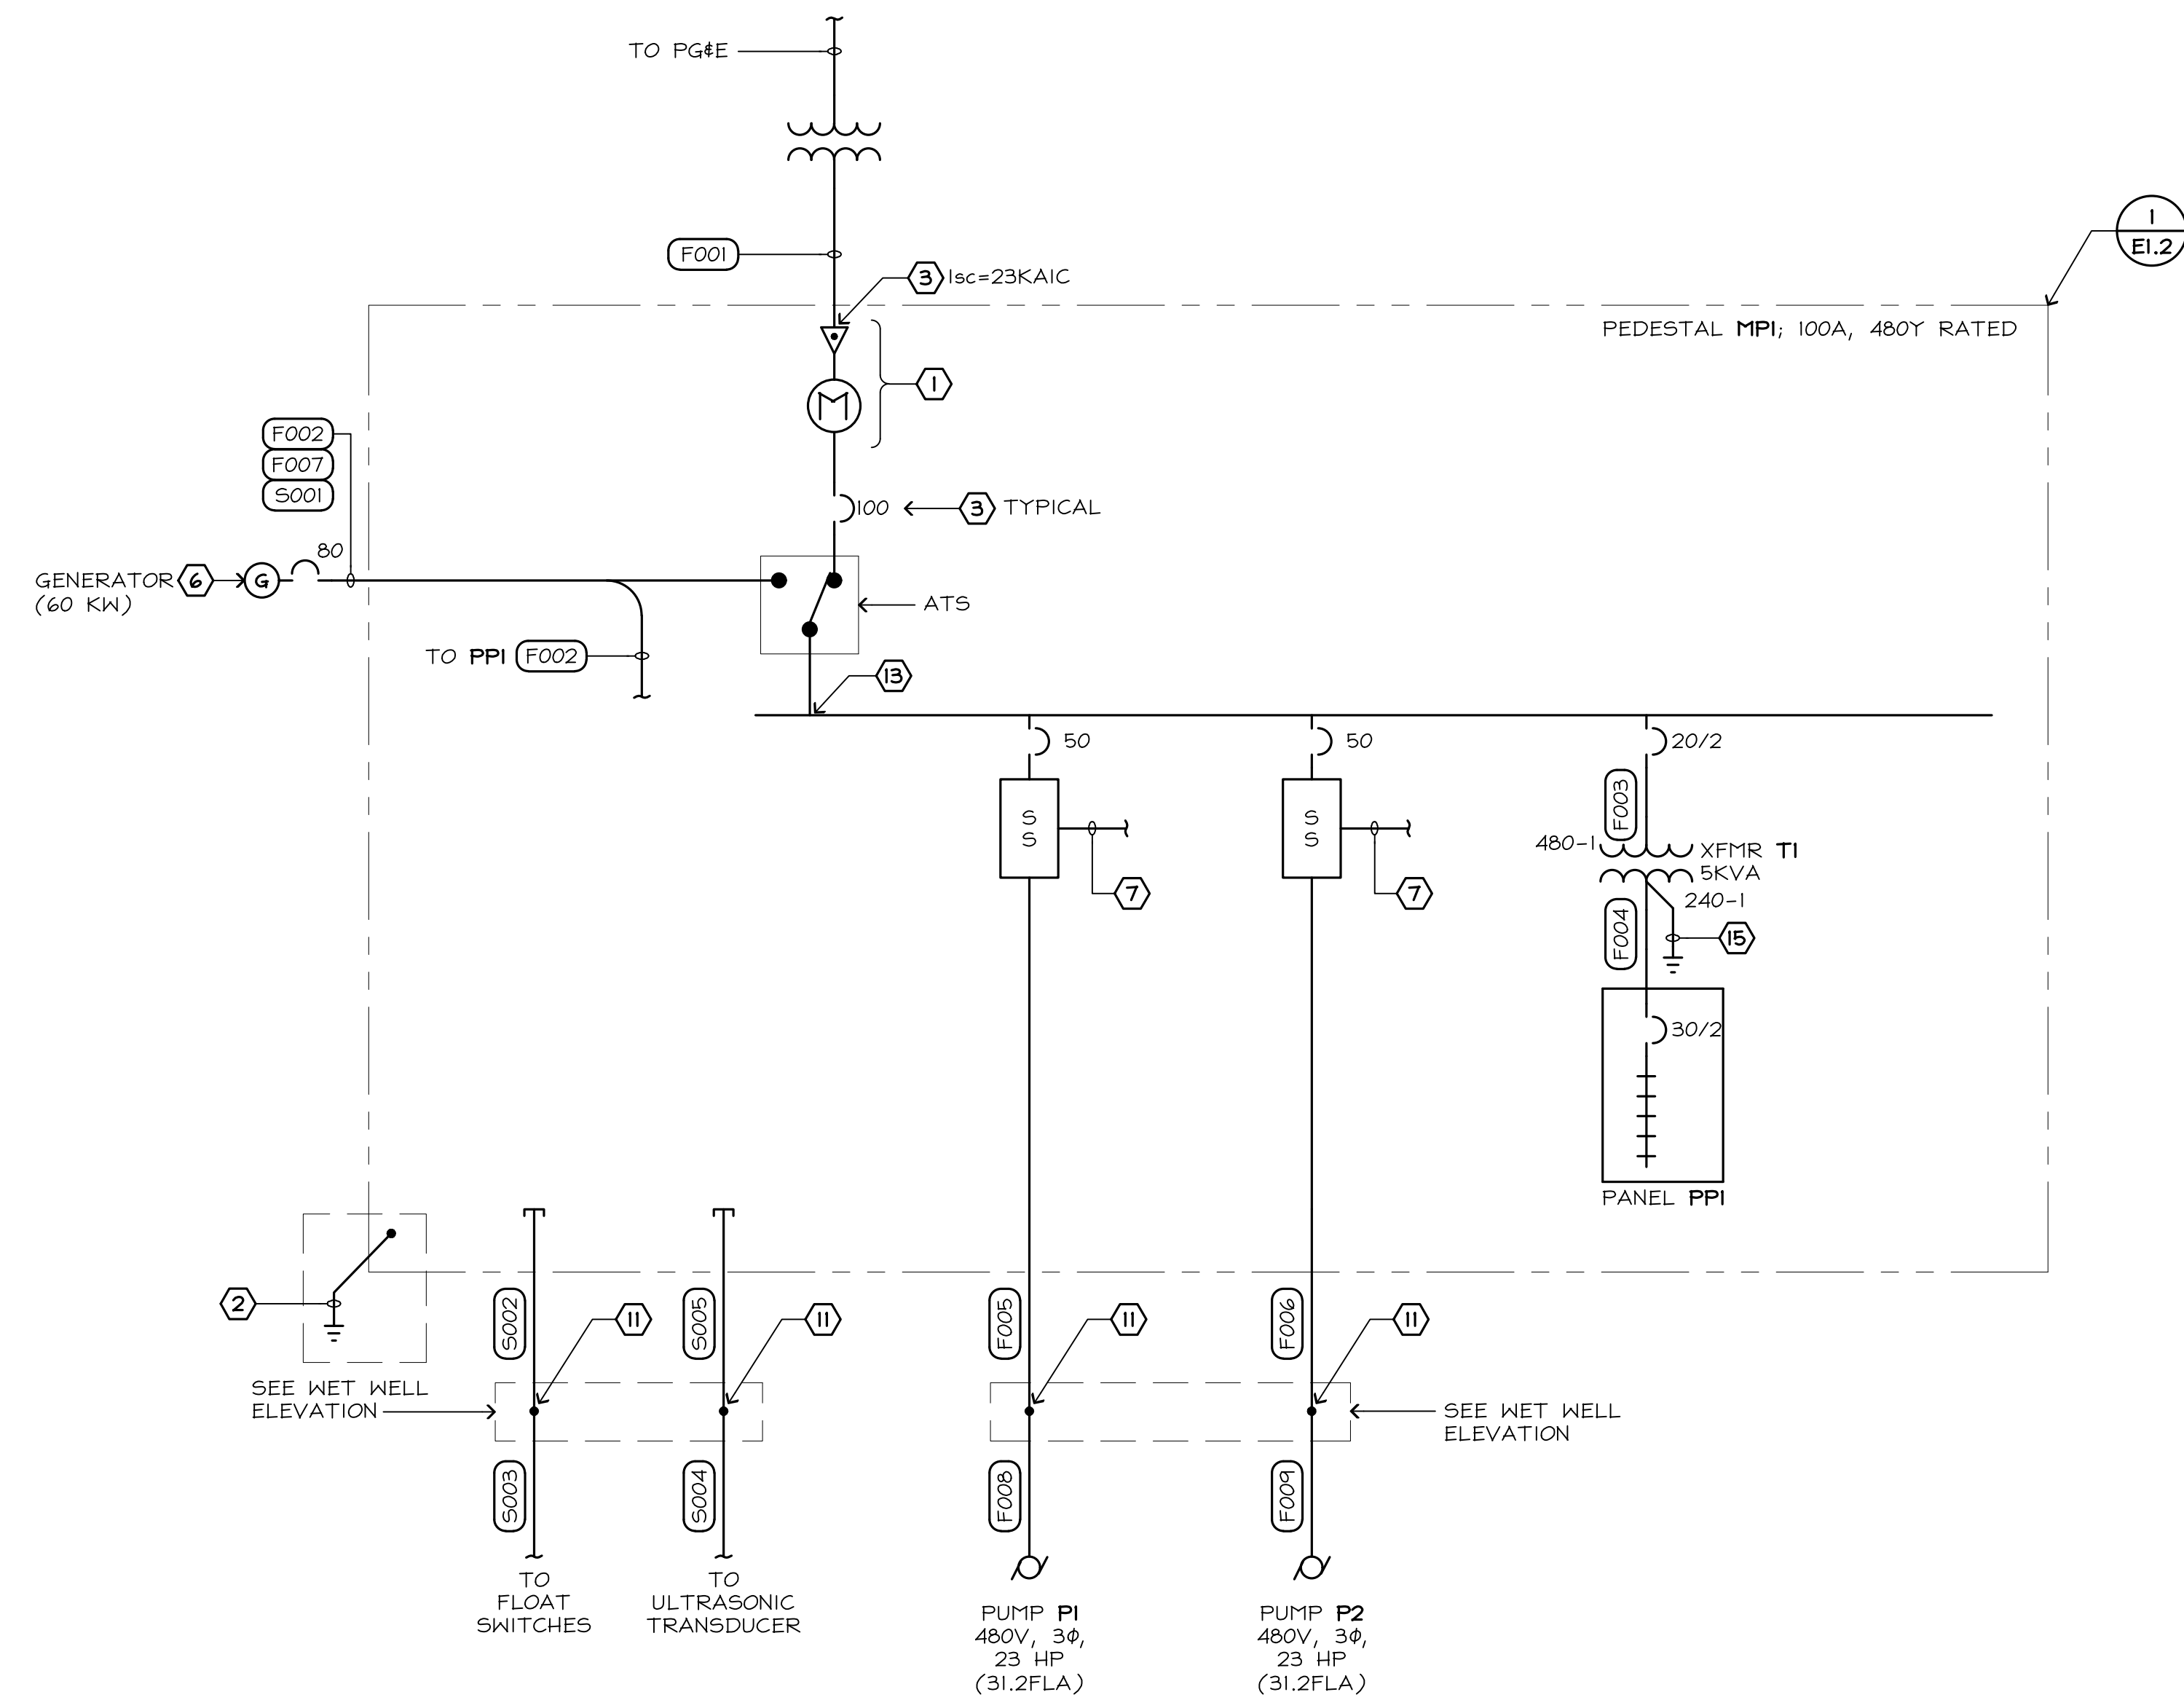 TO PG&E
F001
3 Isc=23KAIC
1
E1.2
PEDESTAL MP1; 100A, 480Y RATED
1
M
F002
F007
S001
100
3 TYPICAL
80
GENERATOR 6 G
(60 KW)
ATS
TO PP1 F002
13
50
50
20/2
S
S
S
S
F003
480-1
XFMR T1
5KVA
7
7
240-1
F004
15
30/2
PANEL PP1
2
S002
11
S005
11
F005
11
F006
11
SEE WET WELL
ELEVATION
SEE WET WELL
ELEVATION
S003
S004
F008
F009
TO
FLOAT
SWITCHES
TO
ULTRASONIC
TRANSDUCER
PUMP P1
480V, 3Φ,
23 HP
(31.2FLA)
PUMP P2
480V, 3Φ,
23 HP
(31.2FLA)